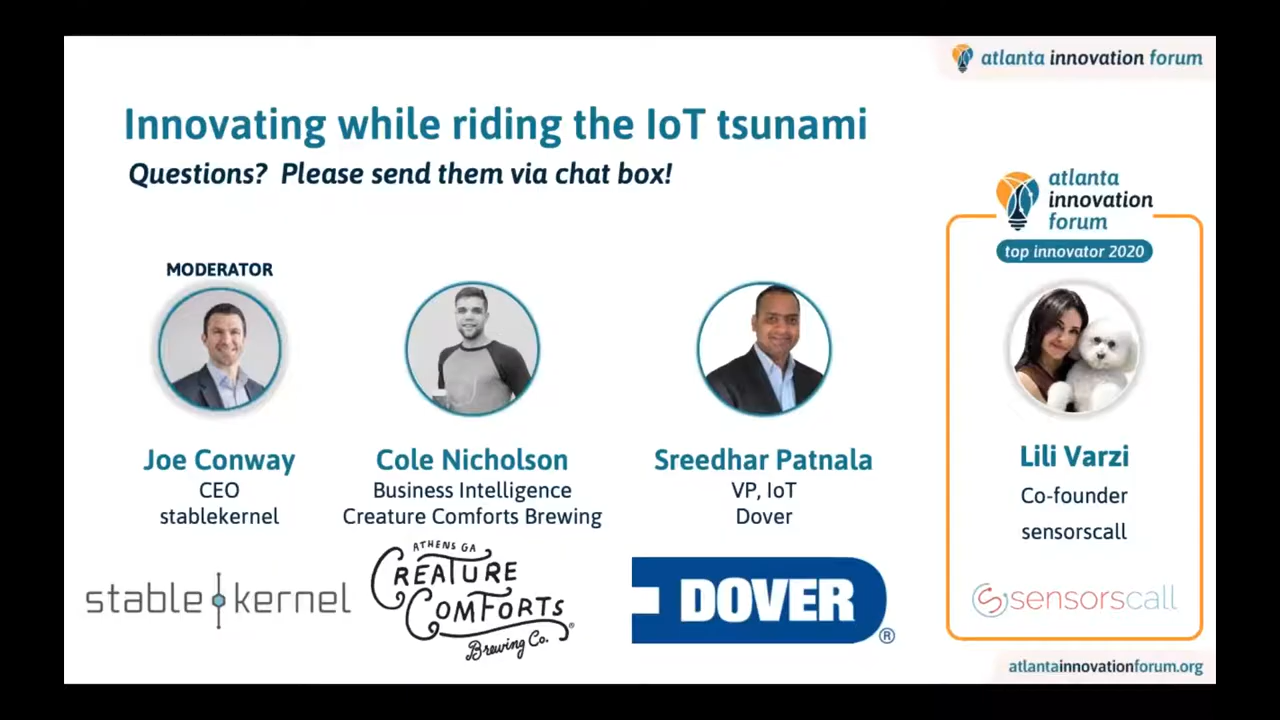 atlanta innovation forum
Innovating while riding the IoT tsunami
Questions? Please send them via chat box!
atlanta
innovation
forum
top innovator 2020
MODERATOR
Joe Conway
CEO
stablekernel
stable kernel
Cole Nicholson
Business Intelligence
Creature Comforts Brewing
ATHENS GA
CREATURE
COMFORTS
Brewing Co.
®
Sreedhar Patnala
VP, IoT
Dover
DOVER
®
Lili Varzi
Co-founder
sensorscall
sensorscall
atlantainnovationforum.org